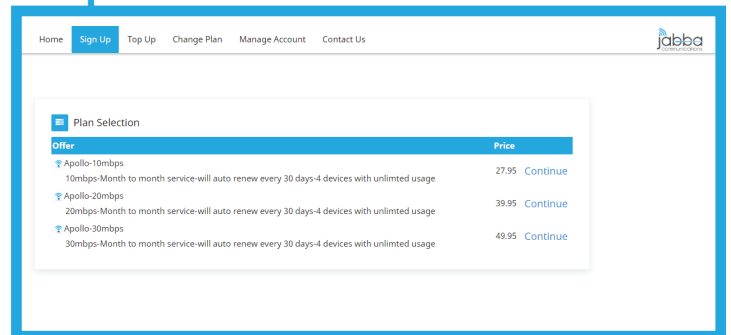 Home Sign Up Top Up Change Plan Manage Account Contact Us
jabba
communications
Plan Selection
Offer Price
Apollo-10mbps
10mbps-Month to month service-will auto renew every 30 days-4 devices with unlimted usage
27.95 Continue
Apollo-20mbps
20mbps-Month to month service-will auto renew every 30 days-4 devices with unlimted usage
39.95 Continue
Apollo-30mbps
30mbps-Month to month service-will auto renew every 30 days-4 devices with unlimted usage
49.95 Continue